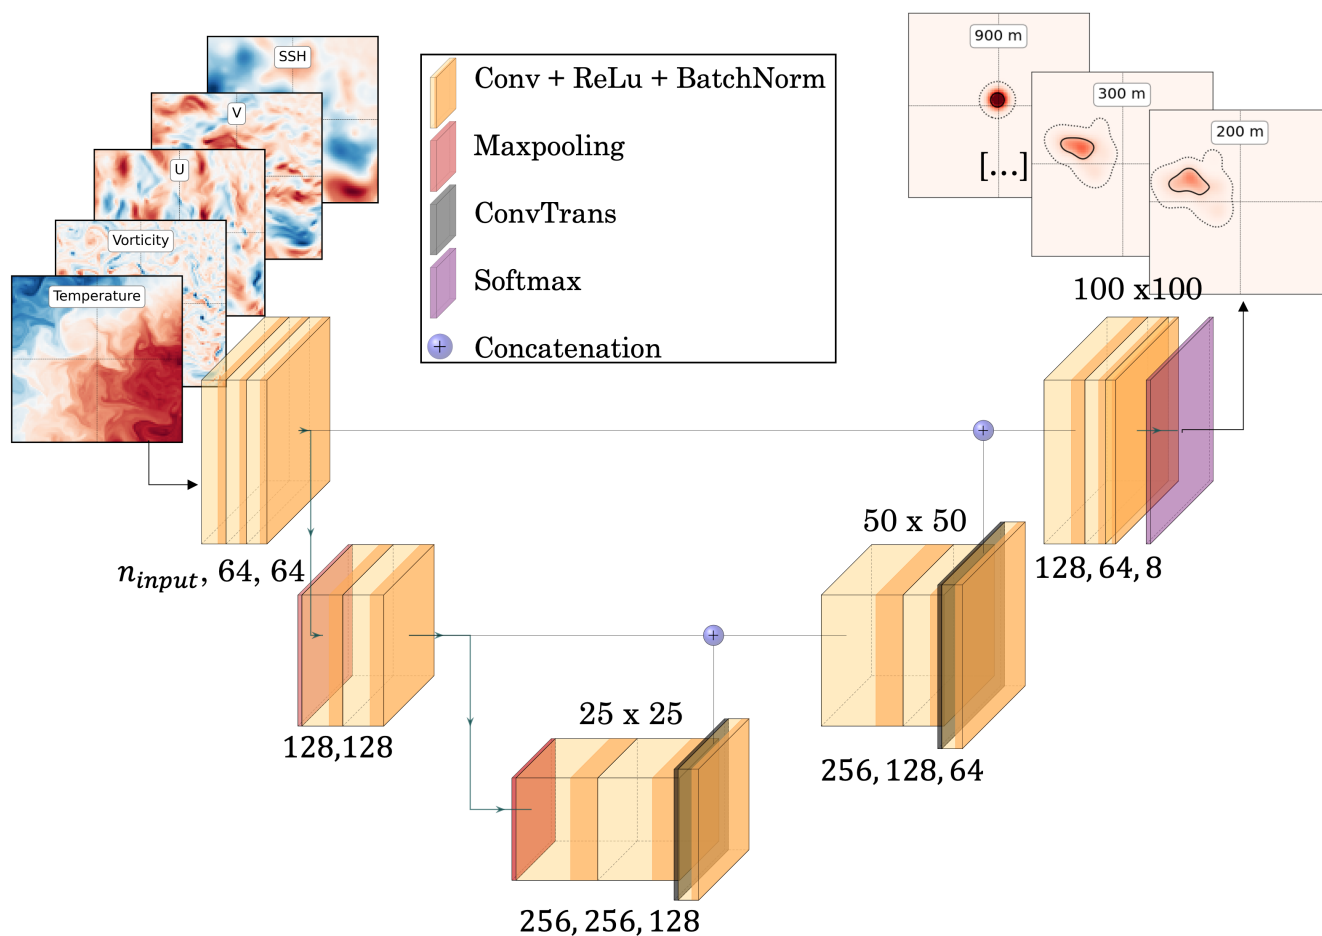 SSH
V
U
Vorticity
Temperature
Conv + ReLu + BatchNorm
Maxpooling
ConvTrans
Softmax
+ Concatenation
900 m
300 m
200 m
[...]
100 x100
+
n_input, 64, 64
50 x 50
128, 64, 8
+
128,128
25 x 25
256, 128, 64
256, 256, 128